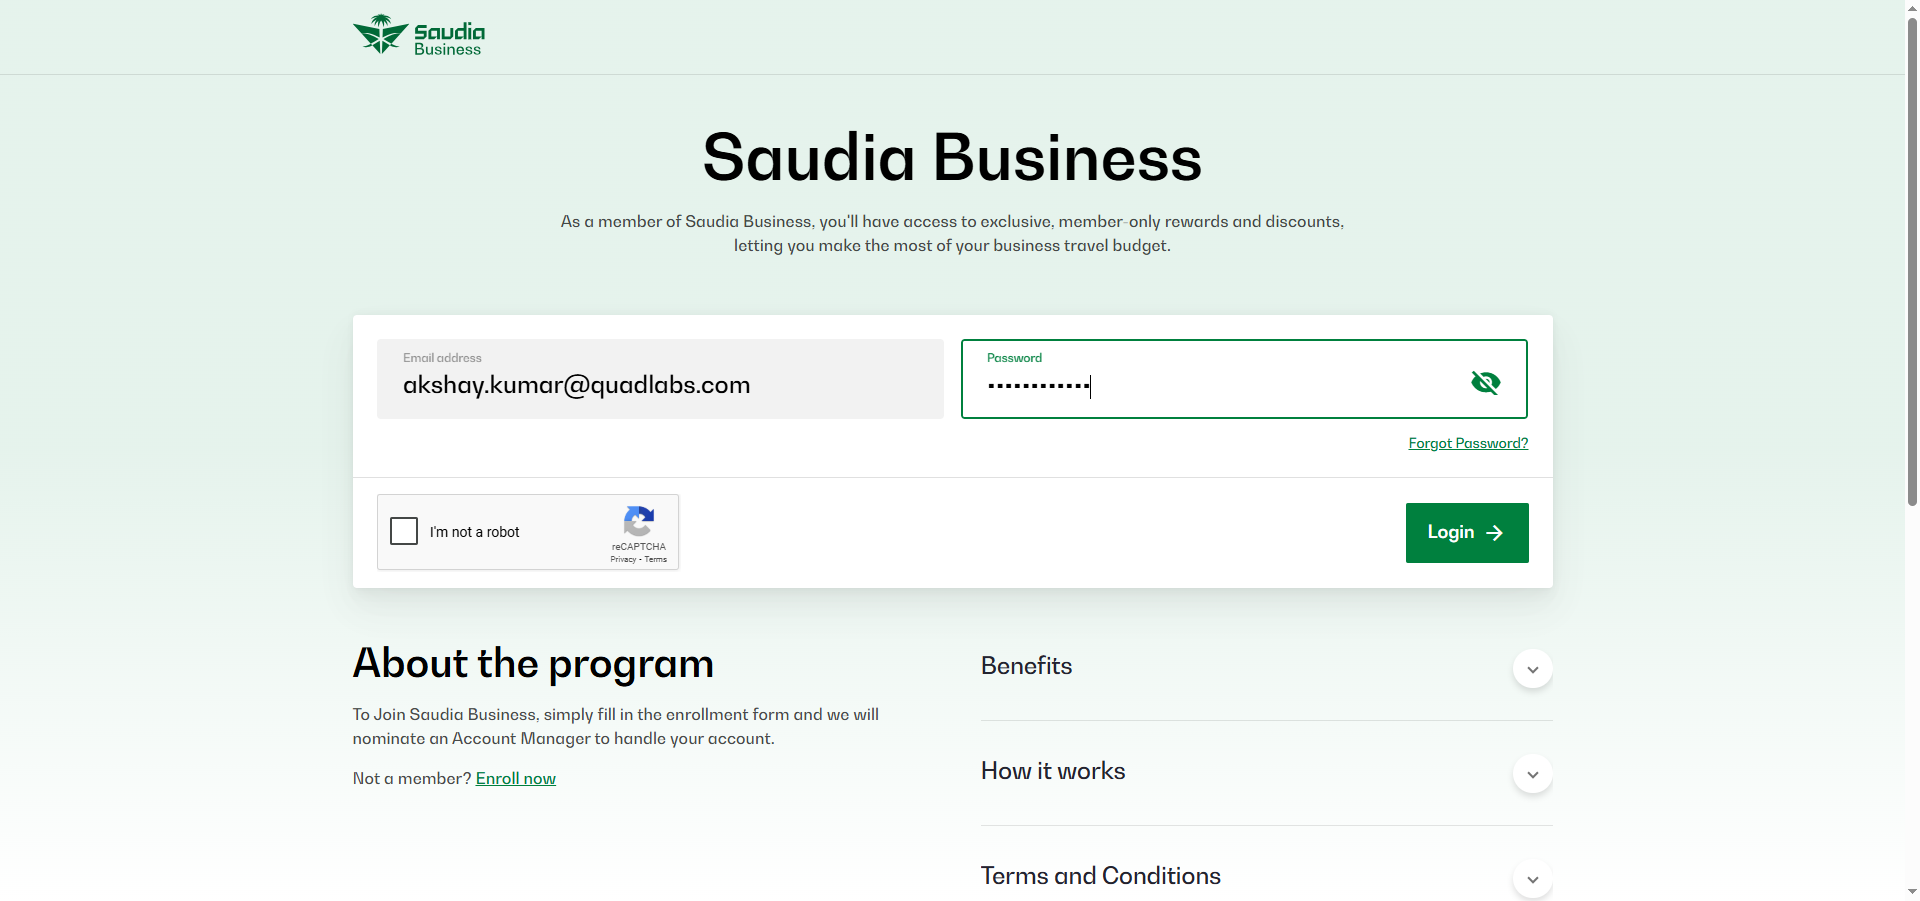 Saudia
Business
Saudia Business
As a member of Saudia Business, you'll have access to exclusive, member-only rewards and discounts,
letting you make the most of your business travel budget.
Email address
akshay.kumar@quadlabs.com
Password
Forgot Password?
I'm not a robot
reCAPTCHA
Privacy - Terms
Login
About the program
To Join Saudia Business, simply fill in the enrollment form and we will
nominate an Account Manager to handle your account.
Not a member? Enroll now
Benefits
How it works
Terms and Conditions